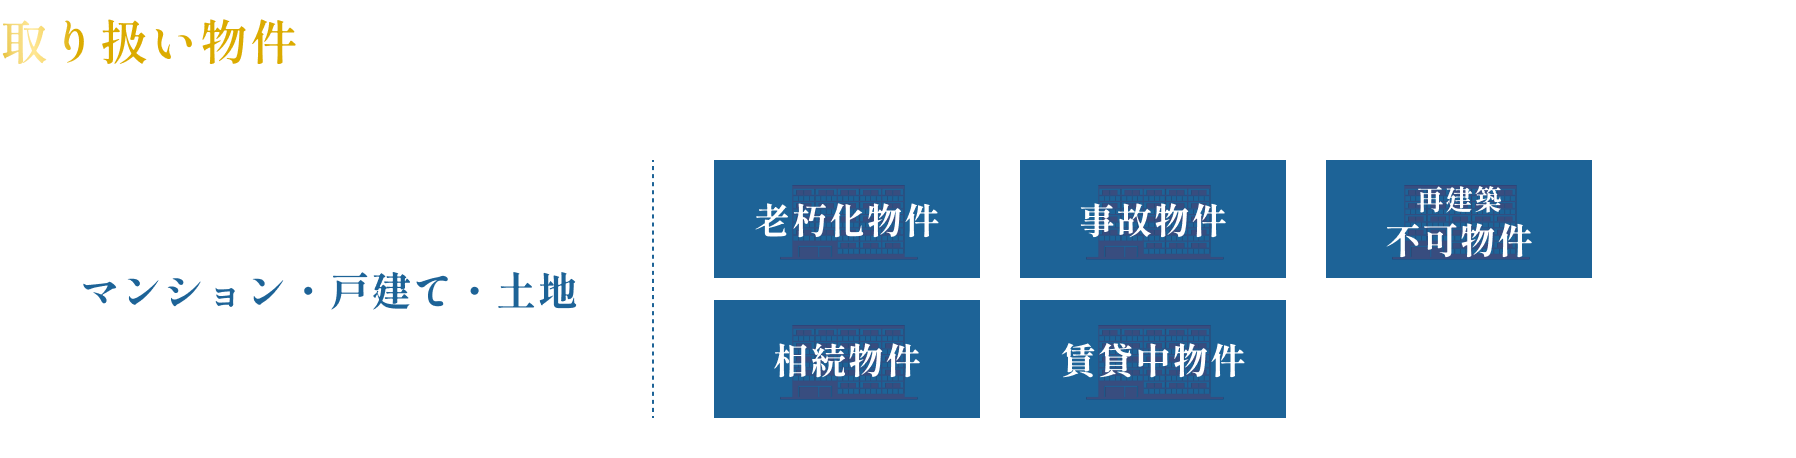 取り扱い物件
マンション・戸建て・土地
老朽化物件
事故物件
再建築
不可物件
相続物件
賃貸中物件